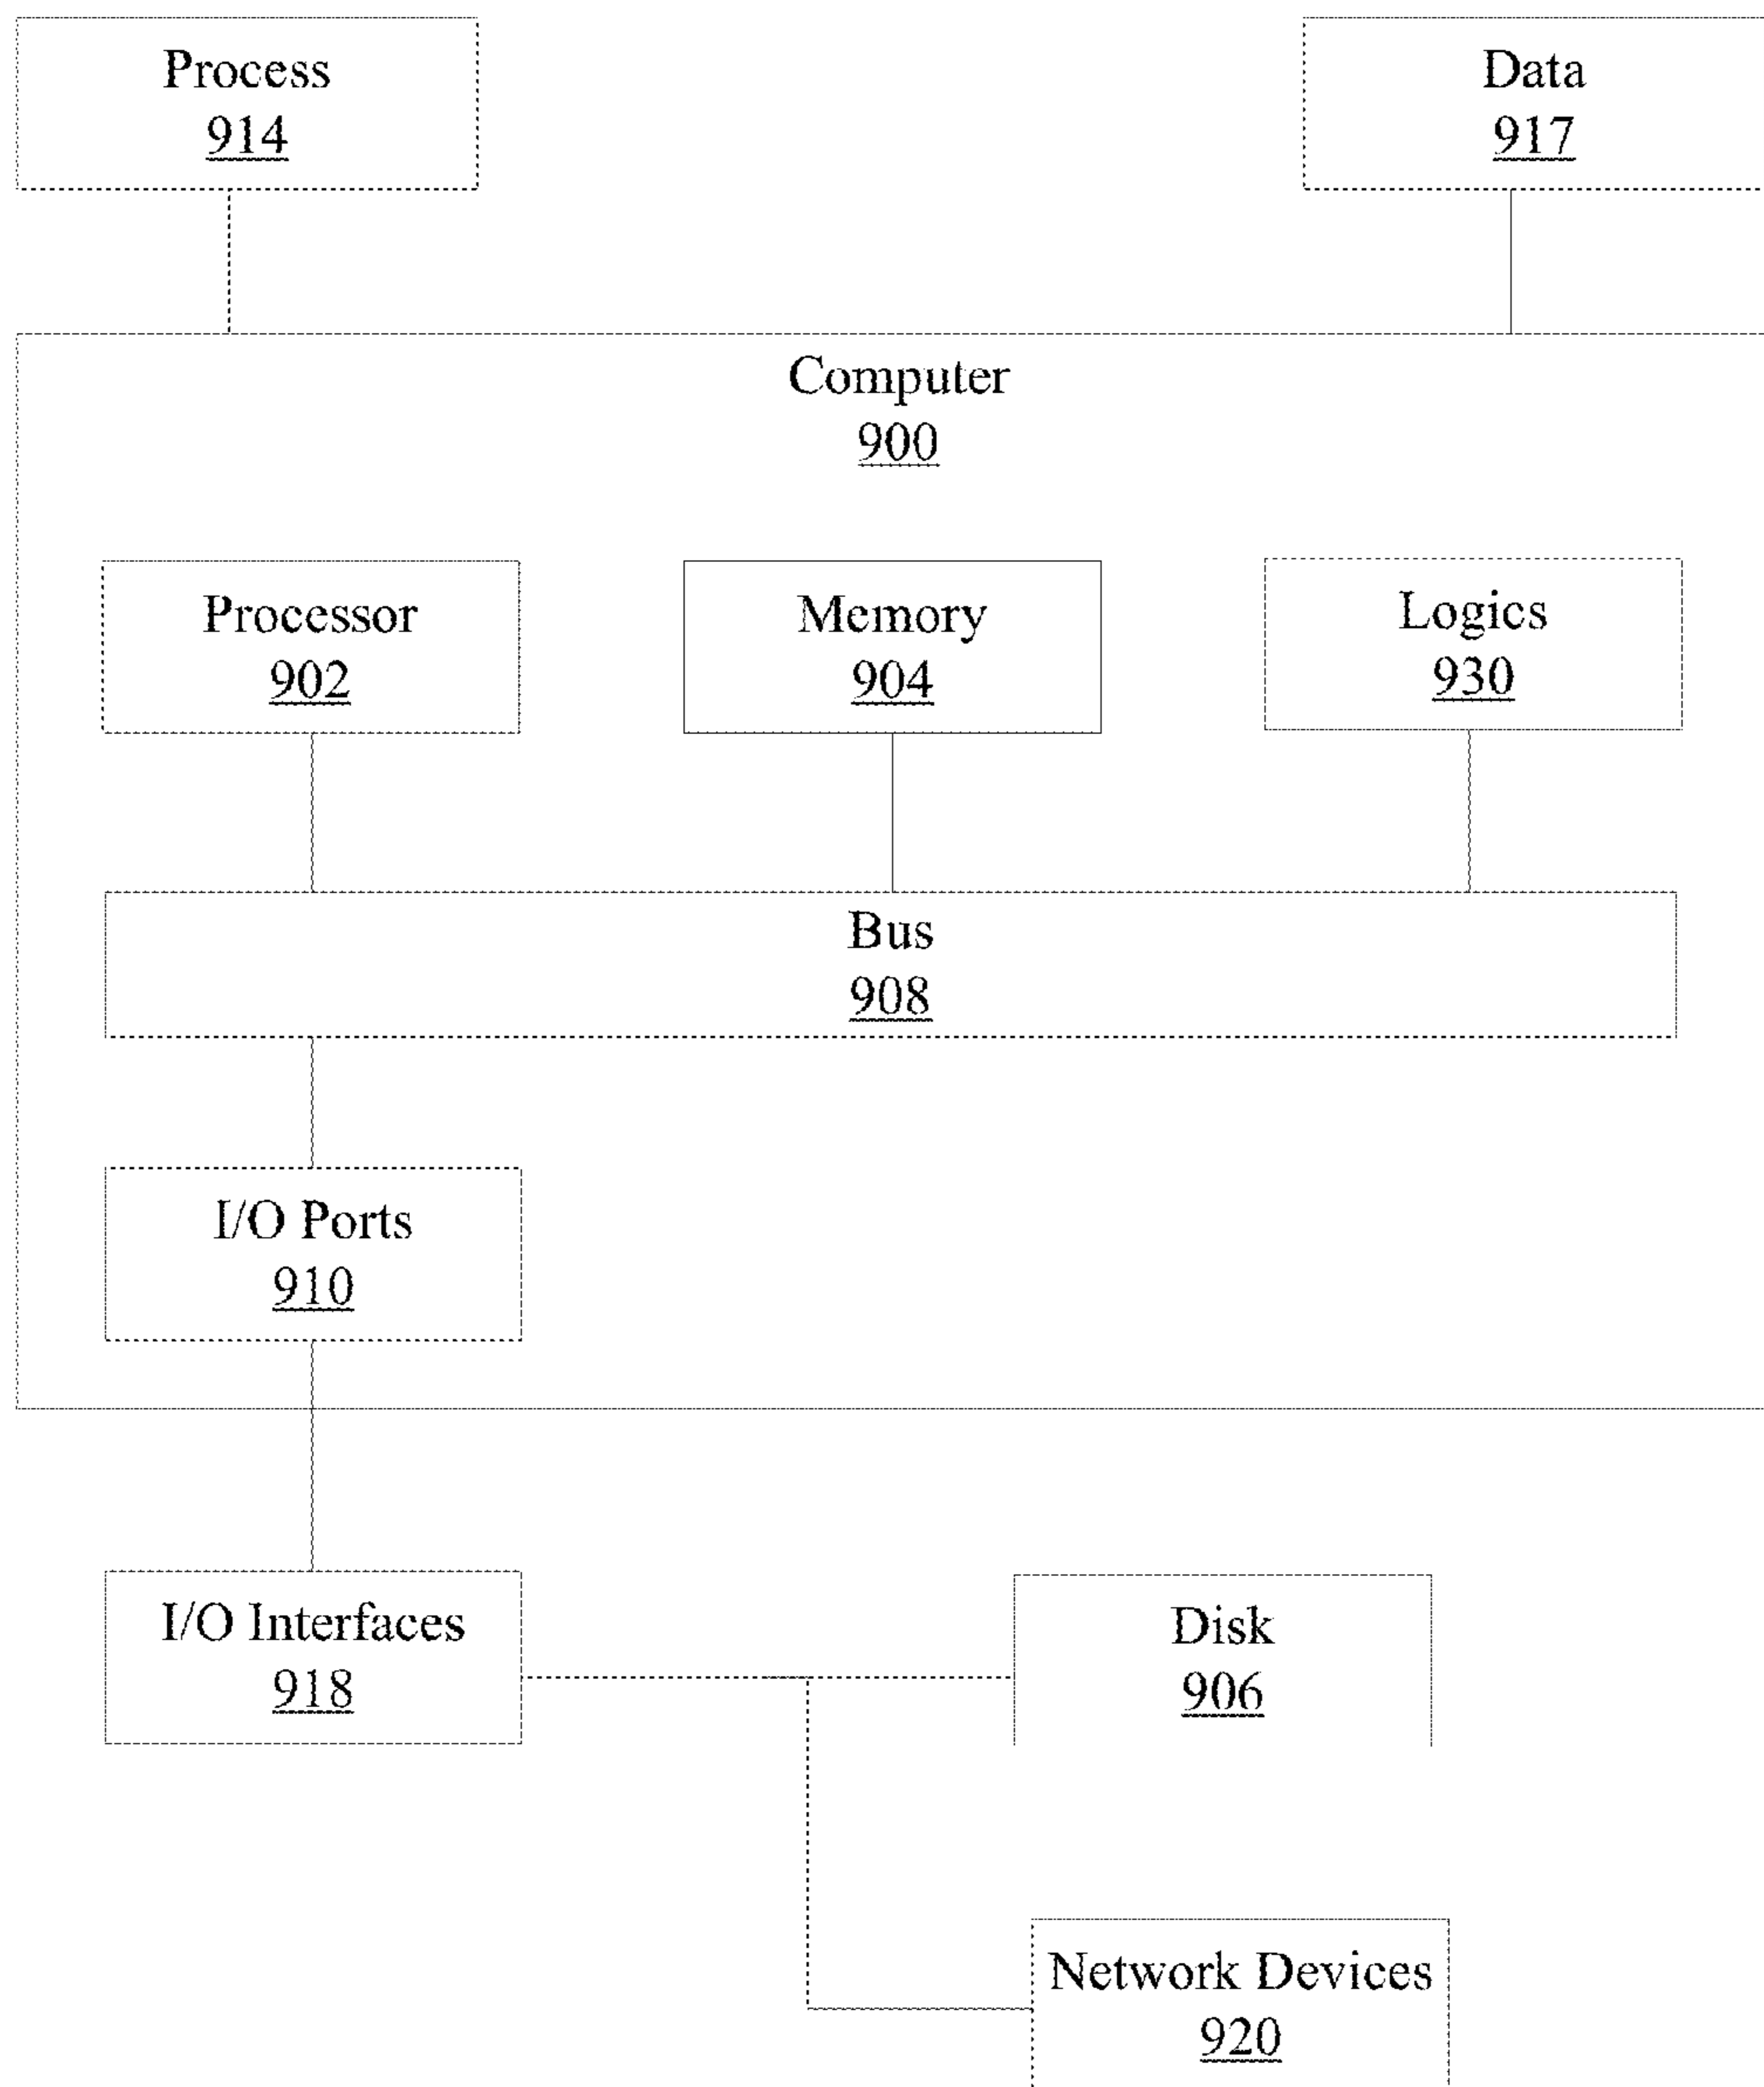 Process
914
Data
917
Computer
900
Processor
902
Memory
904
Logics
930
Bus
908
I/O Ports
910
I/O Interfaces
918
Disk
906
Network Devices
920